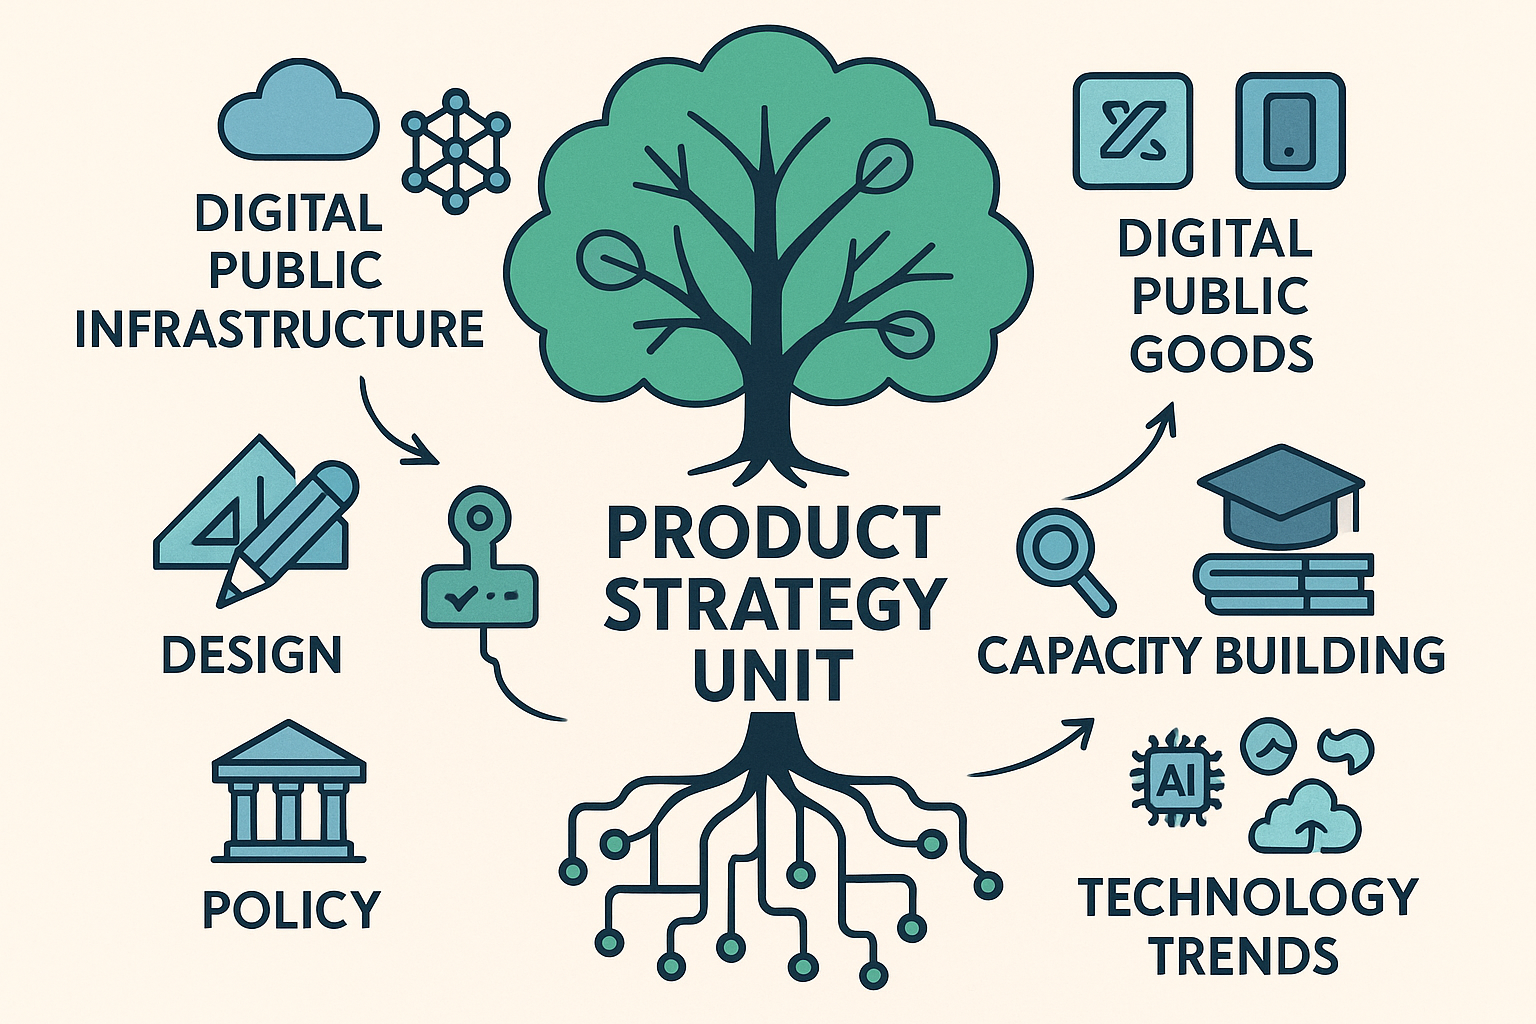 DIGITAL
PUBLIC
INFRASTRUCTURE
DIGITAL
PUBLIC
GOODS
DESIGN
PRODUCT
STRATEGY
UNIT
CAPACITY BUILDING
POLICY
AI
TECHNOLOGY
TRENDS